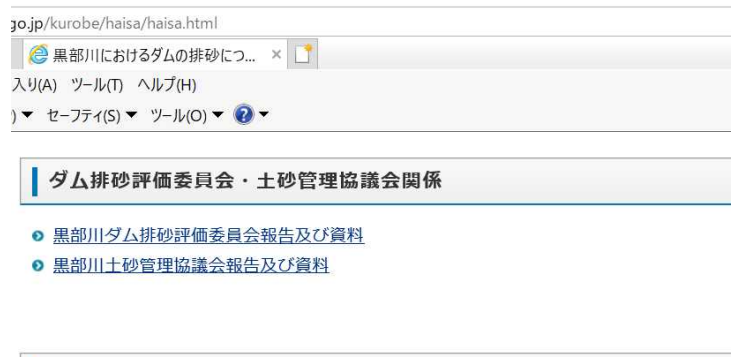 go.jp/kurobe/haisa/haisa.html
黒部川におけるダムの排砂につ... ×
入り(A) ツール(T) ヘルプ(H)
) ▼ セーフティ(S) ▼ ツール(O) ▼ ? ▼
ダム排砂評価委員会・土砂管理協議会関係
黒部川ダム排砂評価委員会報告及び資料
黒部川土砂管理協議会報告及び資料